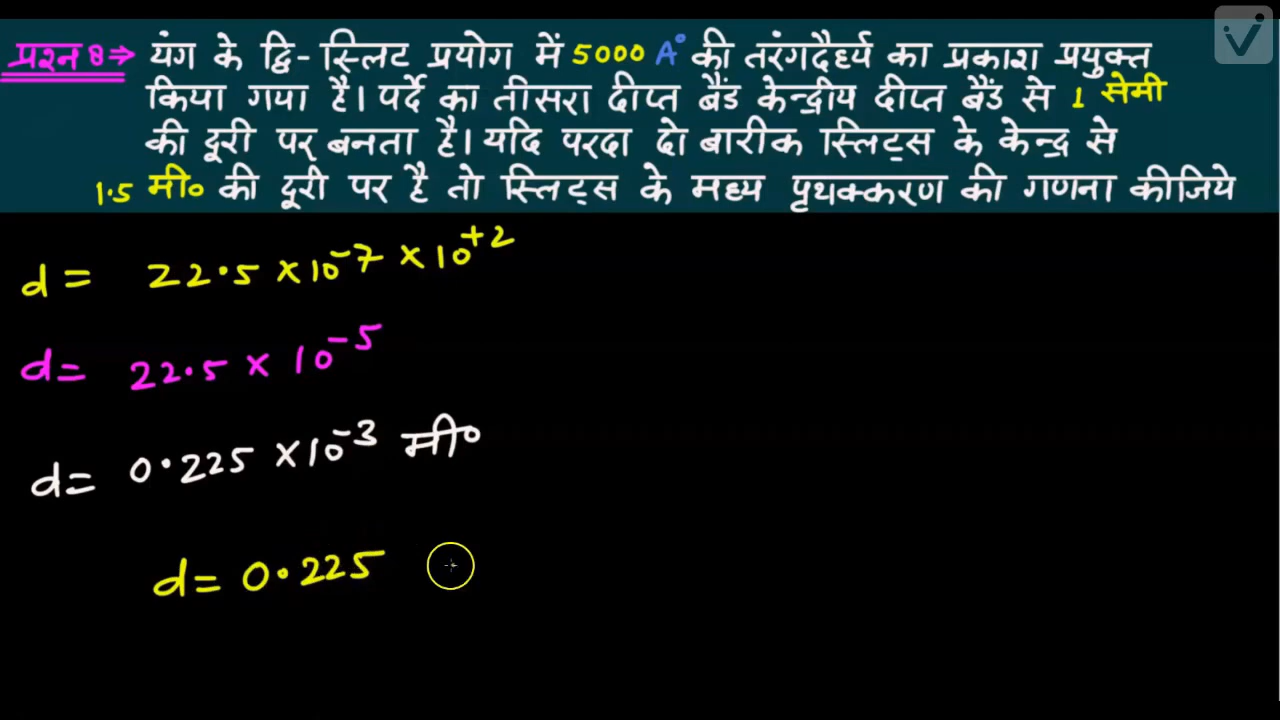 प्रश्न 8⇒ यंग के द्वि-स्लिट प्रयोग में 5000 A° की तरंगदैर्ध्य का प्रकाश प्रयुक्त
किया गया है। पर्दे का तीसरा दीप्त बैंड केन्द्रीय दीप्त बैंड से 1 सेमी
की दूरी पर बनता है। यदि परदा दो बारीक स्लिट्स के केन्द्र से
1.5 मी० की दूरी पर है तो स्लिट्स के मध्य पृथक्करण की गणना कीजिये
d = 22.5 × 10⁻⁷ × 10⁺²
d = 22.5 × 10⁻⁵
d = 0.225 × 10⁻³ मी०
d = 0.225